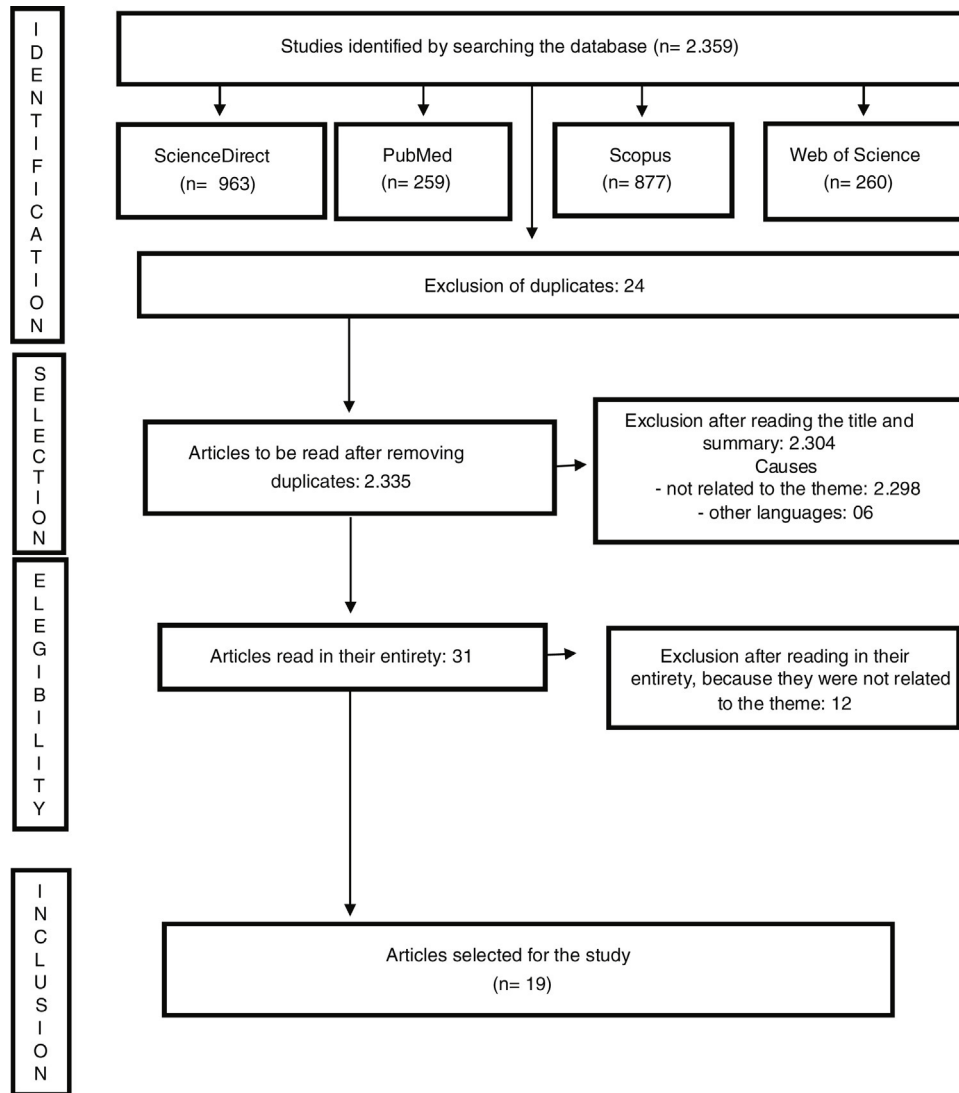 IDENTIFICATION
Studies identified by searching the database (n= 2.359)
ScienceDirect
(n= 963)
PubMed
(n= 259)
Scopus
(n= 877)
Web of Science
(n= 260)
Exclusion of duplicates: 24
SELECTION
Articles to be read after removing
duplicates: 2.335
Exclusion after reading the title and
summary: 2.304
Causes
- not related to the theme: 2.298
- other languages: 06
ELEGIBILITY
Articles read in their entirety: 31
Exclusion after reading in their
entirety, because they were not related
to the theme: 12
INCLUSION
Articles selected for the study
(n= 19)